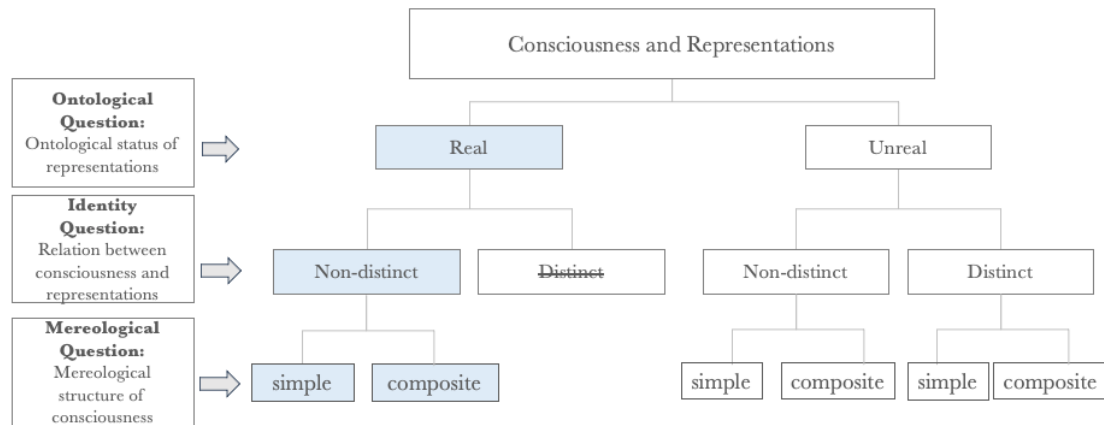 Consciousness and Representations
Ontological
Question:
Ontological status of
representations
Real
Unreal
Identity
Question:
Relation between
consciousness and
representations
Non-distinct
Distinct
Non-distinct
Distinct
Mereological
Question:
Mereological
structure of
consciousness
simple
composite
simple
composite
simple
composite